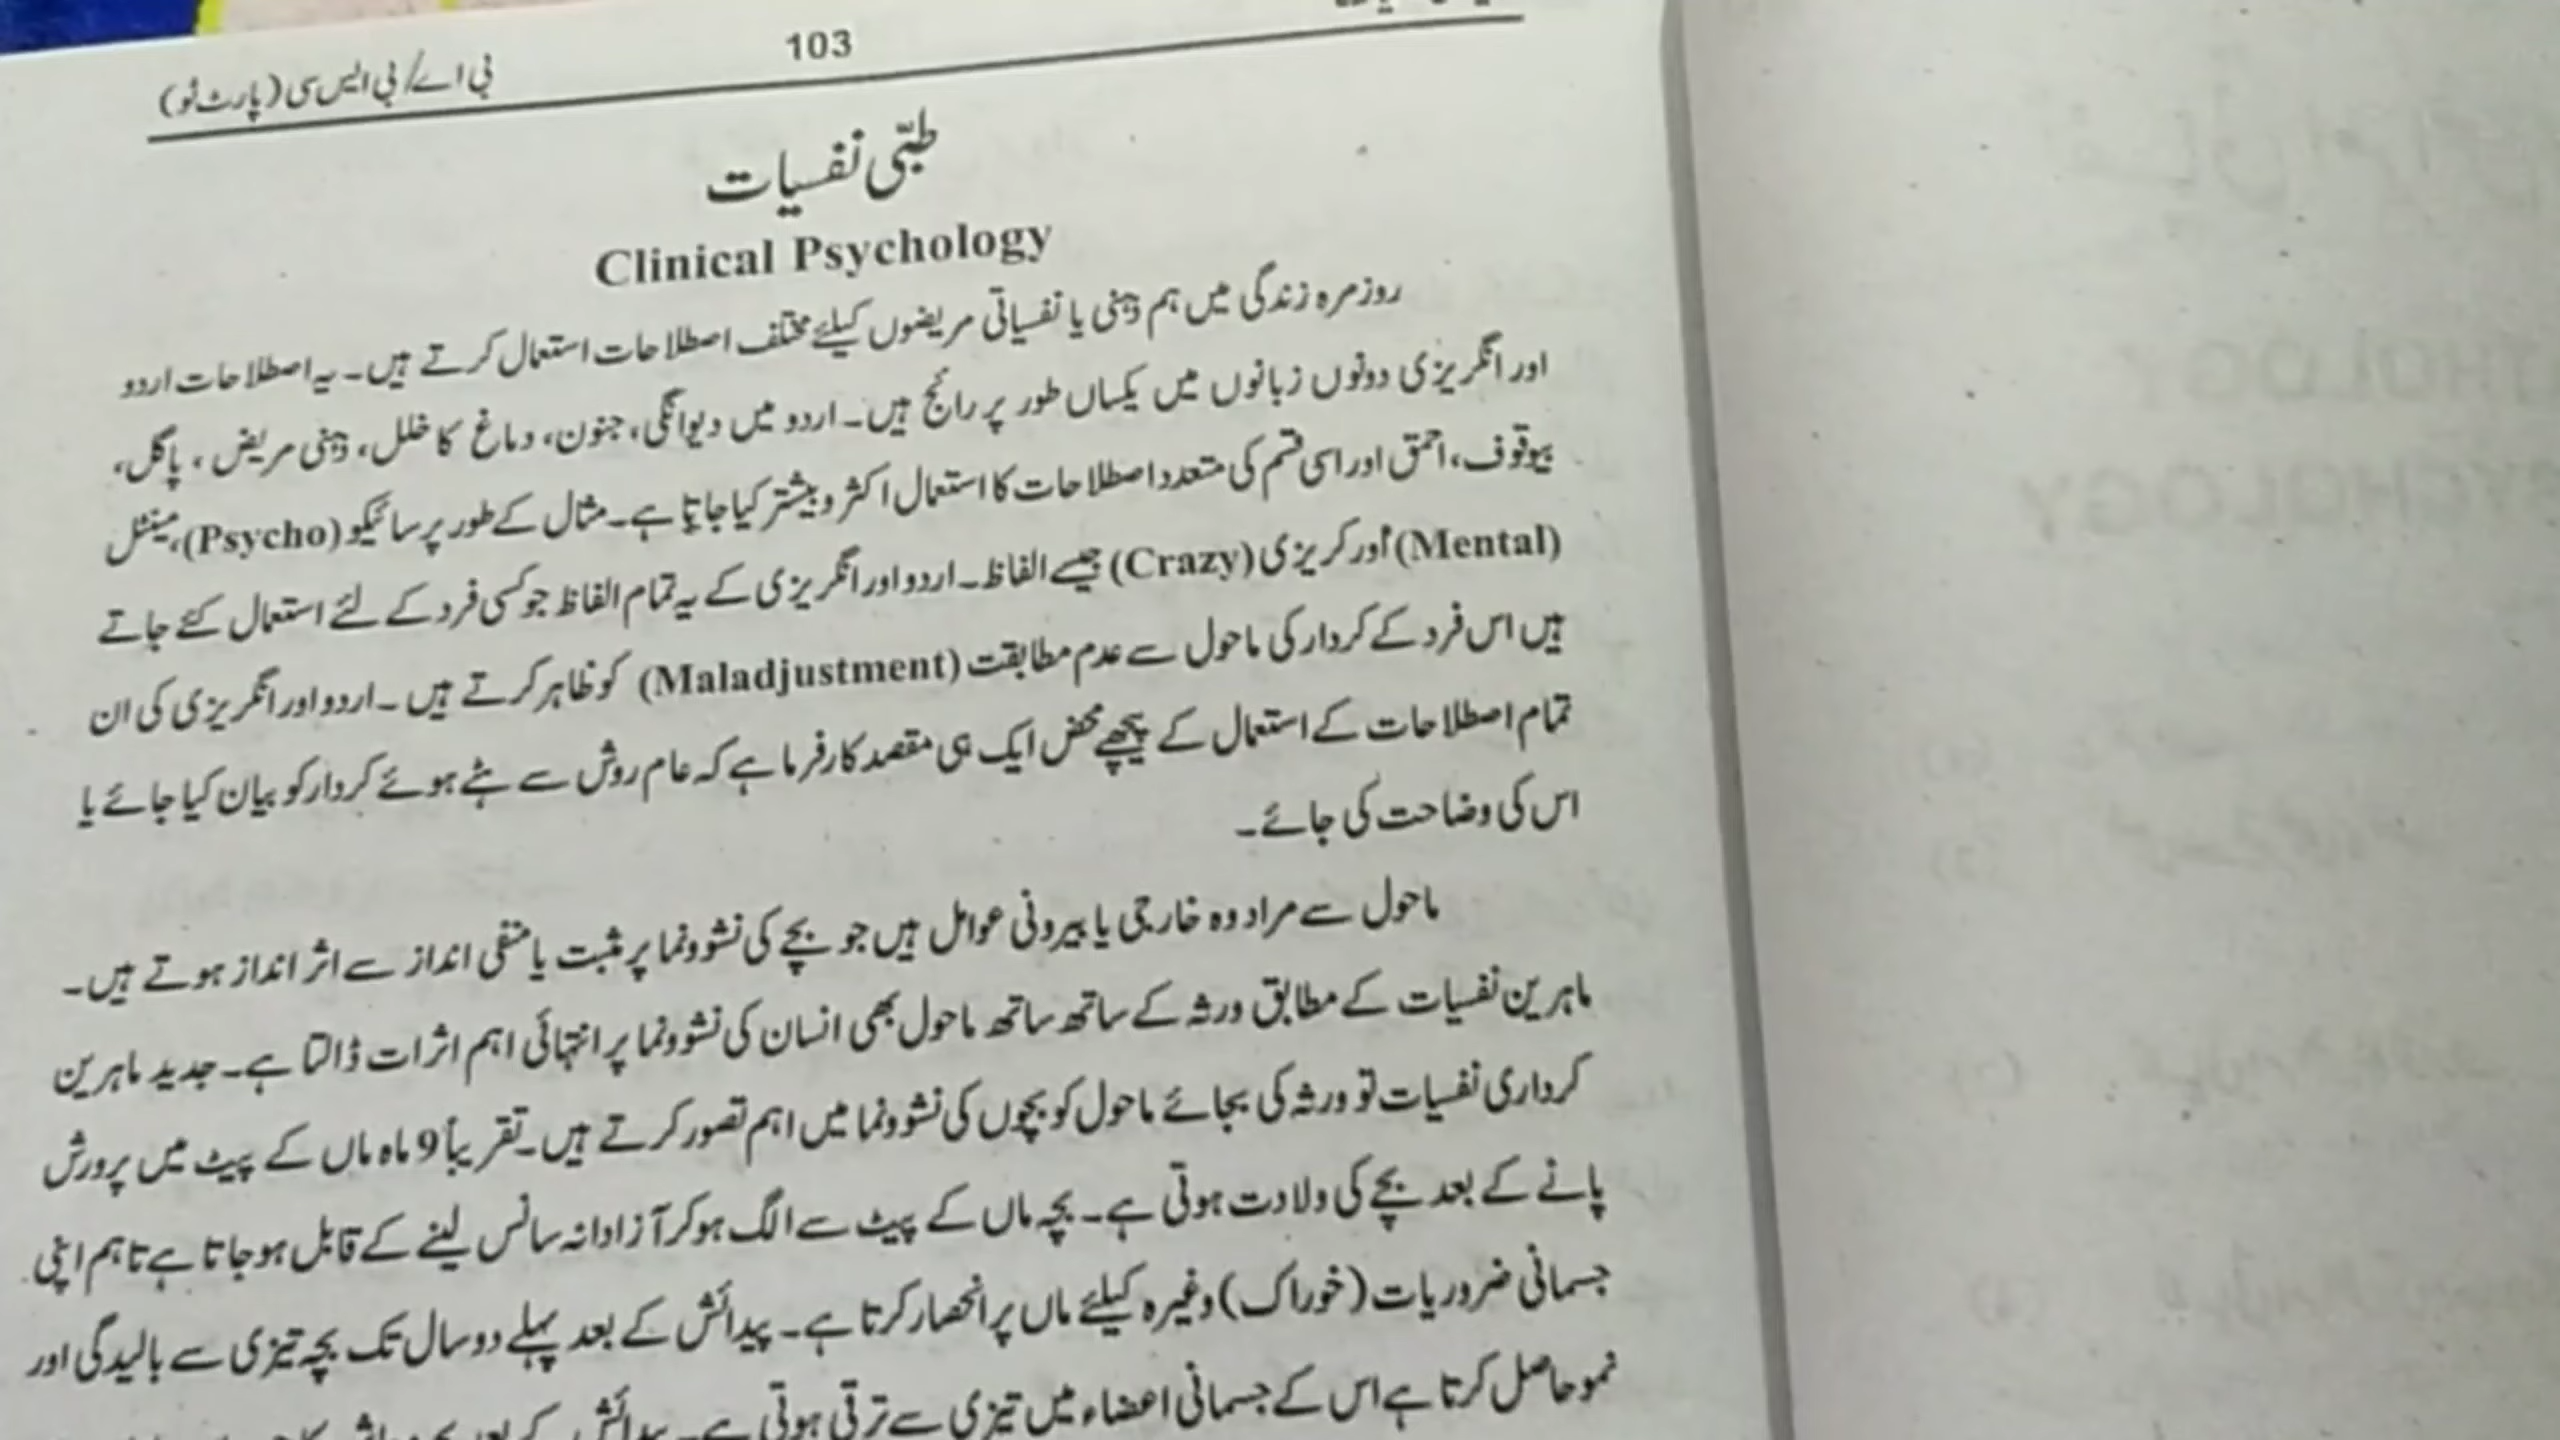 بی اے/بی ایس سی (پارٹ ٹو)
103
طبّی نفسیات
Clinical Psychology
روزمرہ زندگی میں ہم ذہنی یا نفسیاتی مریضوں کیلئے مختلف اصطلاحات استعمال کرتے ہیں۔ یہ اصطلاحات اردو
اور انگریزی دونوں زبانوں میں یکساں طور پر رائج ہیں۔ اردو میں دیوانگی، جنون، دماغ کا خلل، ذہنی مریض، پاگل،
بیوقوف، احمق اور اسی قسم کی متعدد اصطلاحات کا استعمال اکثر و بیشتر کیا جاتا ہے۔ مثال کے طور پر سائیکو (Psycho)، مینٹل
(Mental) اور کریزی (Crazy) جیسے الفاظ۔ اردو اور انگریزی کے یہ تمام الفاظ جو کسی فرد کے لئے استعمال کئے جاتے
ہیں اس فرد کے کردار کی ماحول سے عدم مطابقت (Maladjustment) کو ظاہر کرتے ہیں۔ اردو اور انگریزی کی ان
تمام اصطلاحات کے استعمال کے پیچھے محض ایک ہی مقصد کارفرما ہے کہ عام روش سے ہٹے ہوئے کردار کو بیان کیا جائے یا
اس کی وضاحت کی جائے۔
ماحول سے مراد وہ خارجی یا بیرونی عوامل ہیں جو بچے کی نشوونما پر مثبت یا منفی انداز سے اثر انداز ہوتے ہیں۔
ماہرین نفسیات کے مطابق ورثہ کے ساتھ ساتھ ماحول بھی انسان کی نشوونما پر انتہائی اہم اثرات ڈالتا ہے۔ جدید ماہرین
کرداری نفسیات تو ورثہ کی بجائے ماحول کو بچوں کی نشوونما میں اہم تصور کرتے ہیں۔ تقریباً 9 ماہ ماں کے پیٹ میں پرورش
پانے کے بعد بچے کی ولادت ہوتی ہے۔ بچہ ماں کے پیٹ سے الگ ہو کر آزادانہ سانس لینے کے قابل ہو جاتا ہے تاہم اپنی
جسمانی ضروریات (خوراک) وغیرہ کیلئے ماں پر انحصار کرتا ہے۔ پیدائش کے بعد پہلے دو سال تک بچہ تیزی سے بالیدگی اور
نمو حاصل کرتا ہے اس کے جسمانی اعضاء میں تیزی سے ترقی ہوتی ہے۔ پیدائش کے بعد